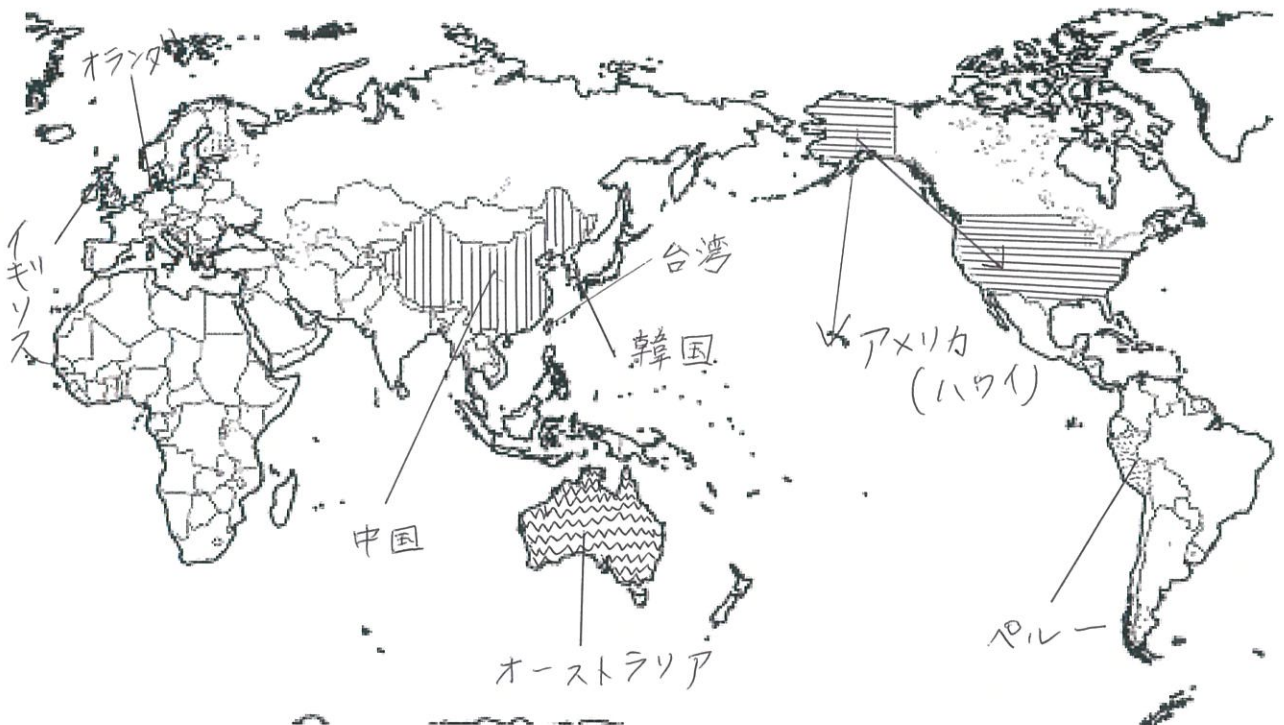 オランダ
イギリス
台湾
韓国
アメリカ
(ハワイ)
中国
ペルー
オーストラリア